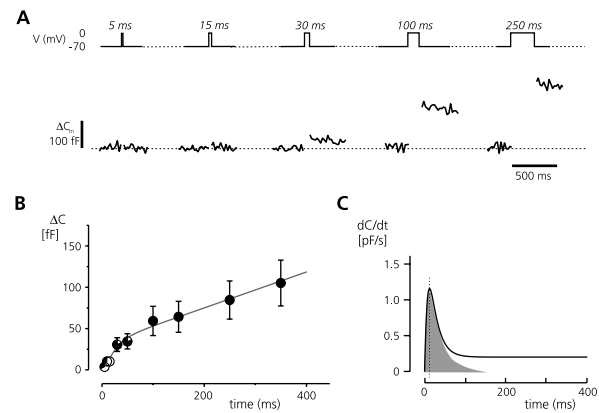 A
5 ms 15 ms 30 ms 100 ms 250 ms
V (mV) 0
-70
ΔCm
100 fF
500 ms
B
ΔC
[fF]
150
100
50
0
0 200 400
time (ms)
C
dC/dt
[pF/s]
1.5
1.0
0.5
0
0 200 400
time (ms)